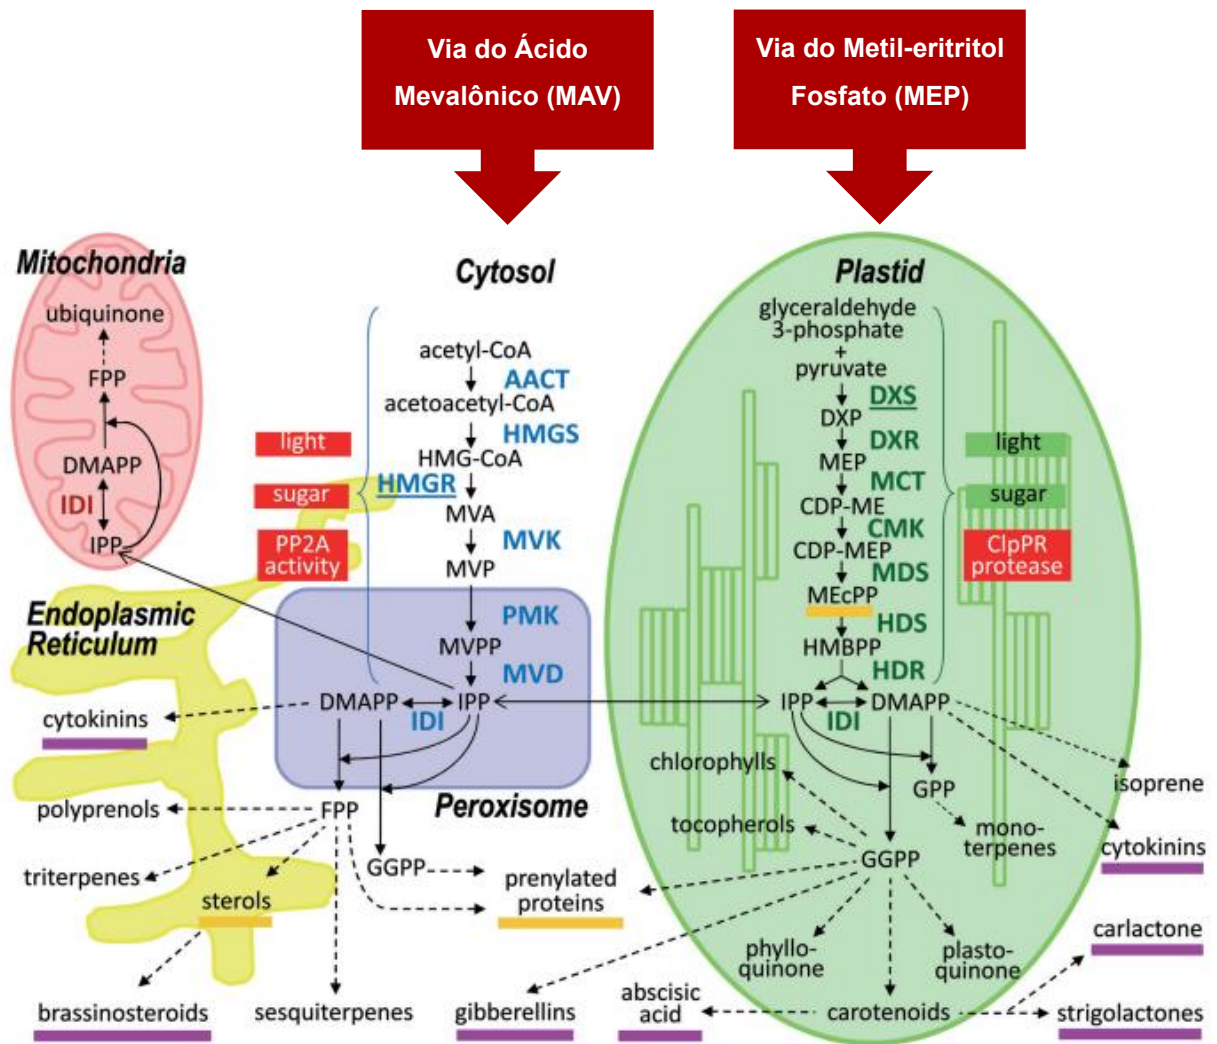 Via do Ácido
Mevalônico (MAV)
Via do Metil-eritritol
Fosfato (MEP)
Mitochondria
ubiquinone
FPP
DMAPP
IDI
IPP
Cytosol
acetyl-CoA
AACT
acetoacetyl-CoA
HMGS
HMG-CoA
HMGR
MVA
MVK
MVP
PMK
MVPP
MVD
DMAPP
IDI
IPP
light
sugar
PP2A
activity
Endoplasmic
Reticulum
Peroxisome
cytokinins
polyprenols
FPP
triterpenes
GGPP
sterols
prenylated
proteins
brassinosteroids
sesquiterpenes
gibberellins
Plastid
glyceraldehyde
3-phosphate
+
pyruvate
DXS
DXP
DXR
MEP
MCT
CDP-ME
CMK
CDP-MEP
MDS
MEcPP
HDS
HMBPP
HDR
IPP
IDI
DMAPP
light
sugar
ClpPR
protease
chlorophylls
GPP
isoprene
tocopherols
mono-
terpenes
cytokinins
GGPP
phyllo-
quinone
plasto-
quinone
carlactone
abscisic
acid
carotenoids
strigolactones